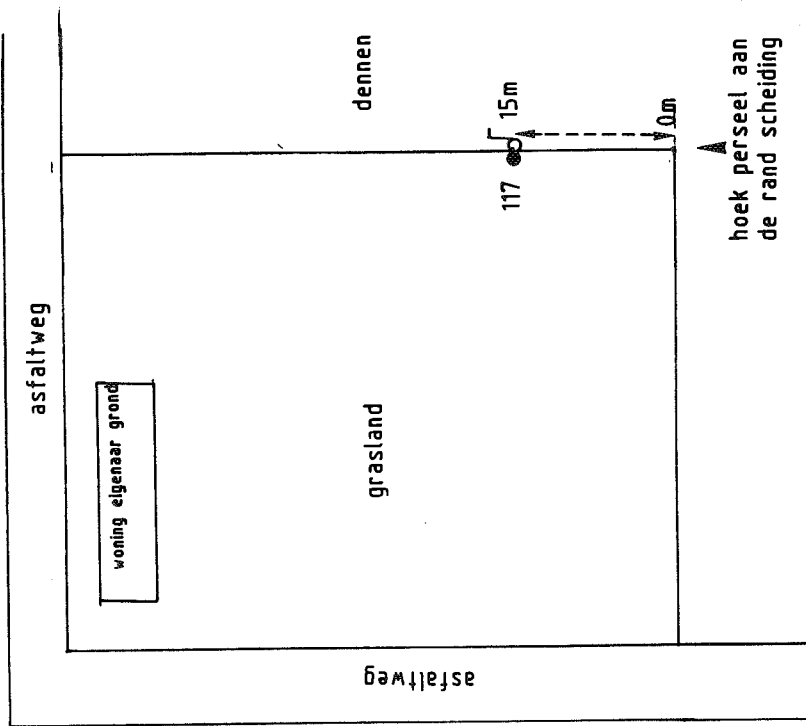 asfaltweg
dennen
woning eigenaar grond
grasland
117
15m
0m
hoek perseel aan
de rand scheiding
asfaltweg